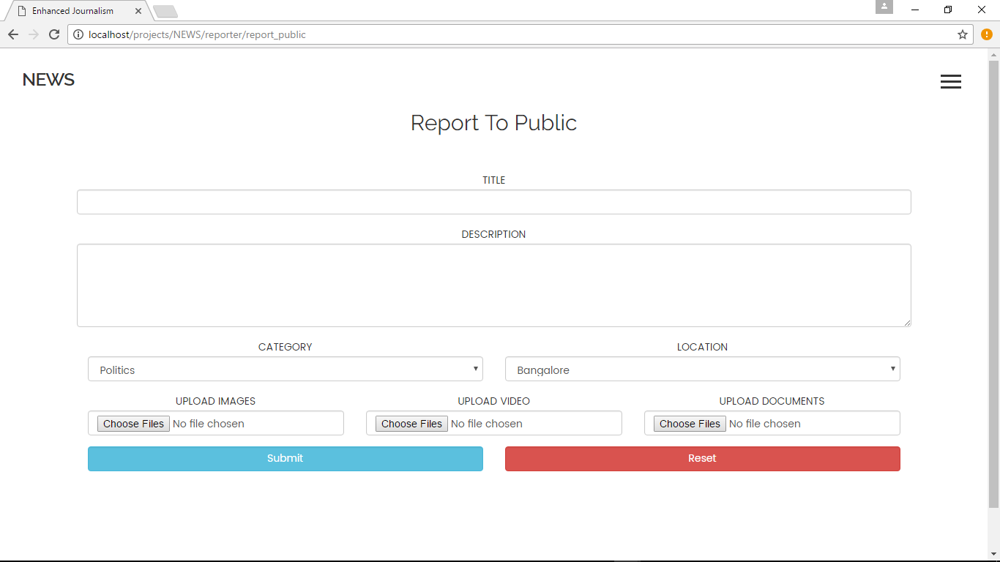 Enhanced Journalism
localhost/projects/NEWS/reporter/report_public
NEWS
Report To Public
TITLE
DESCRIPTION
CATEGORY LOCATION
Politics Bangalore
UPLOAD IMAGES UPLOAD VIDEO UPLOAD DOCUMENTS
Choose Files No file chosen Choose Files No file chosen Choose Files No file chosen
Submit Reset